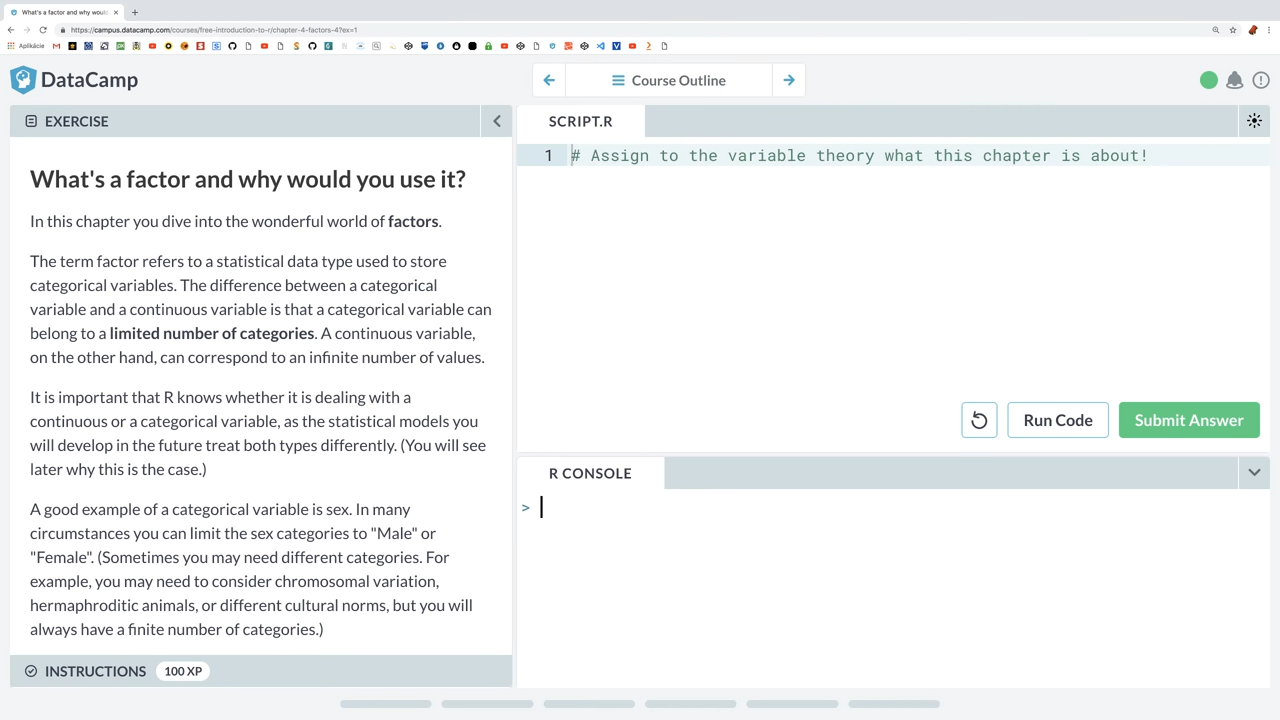 What's a factor and why would
https://campus.datacamp.com/courses/free-introduction-to-r/chapter-4-factors-4?ex=1
Aplikácie
DataCamp
Course Outline
EXERCISE
What's a factor and why would you use it?
In this chapter you dive into the wonderful world of factors.
The term factor refers to a statistical data type used to store
categorical variables. The difference between a categorical
variable and a continuous variable is that a categorical variable can
belong to a limited number of categories. A continuous variable,
on the other hand, can correspond to an infinite number of values.
It is important that R knows whether it is dealing with a
continuous or a categorical variable, as the statistical models you
will develop in the future treat both types differently. (You will see
later why this is the case.)
A good example of a categorical variable is sex. In many
circumstances you can limit the sex categories to "Male" or
"Female". (Sometimes you may need different categories. For
example, you may need to consider chromosomal variation,
hermaphroditic animals, or different cultural norms, but you will
always have a finite number of categories.)
INSTRUCTIONS 100 XP
SCRIPT.R
1 # Assign to the variable theory what this chapter is about!
Run Code
Submit Answer
R CONSOLE
>